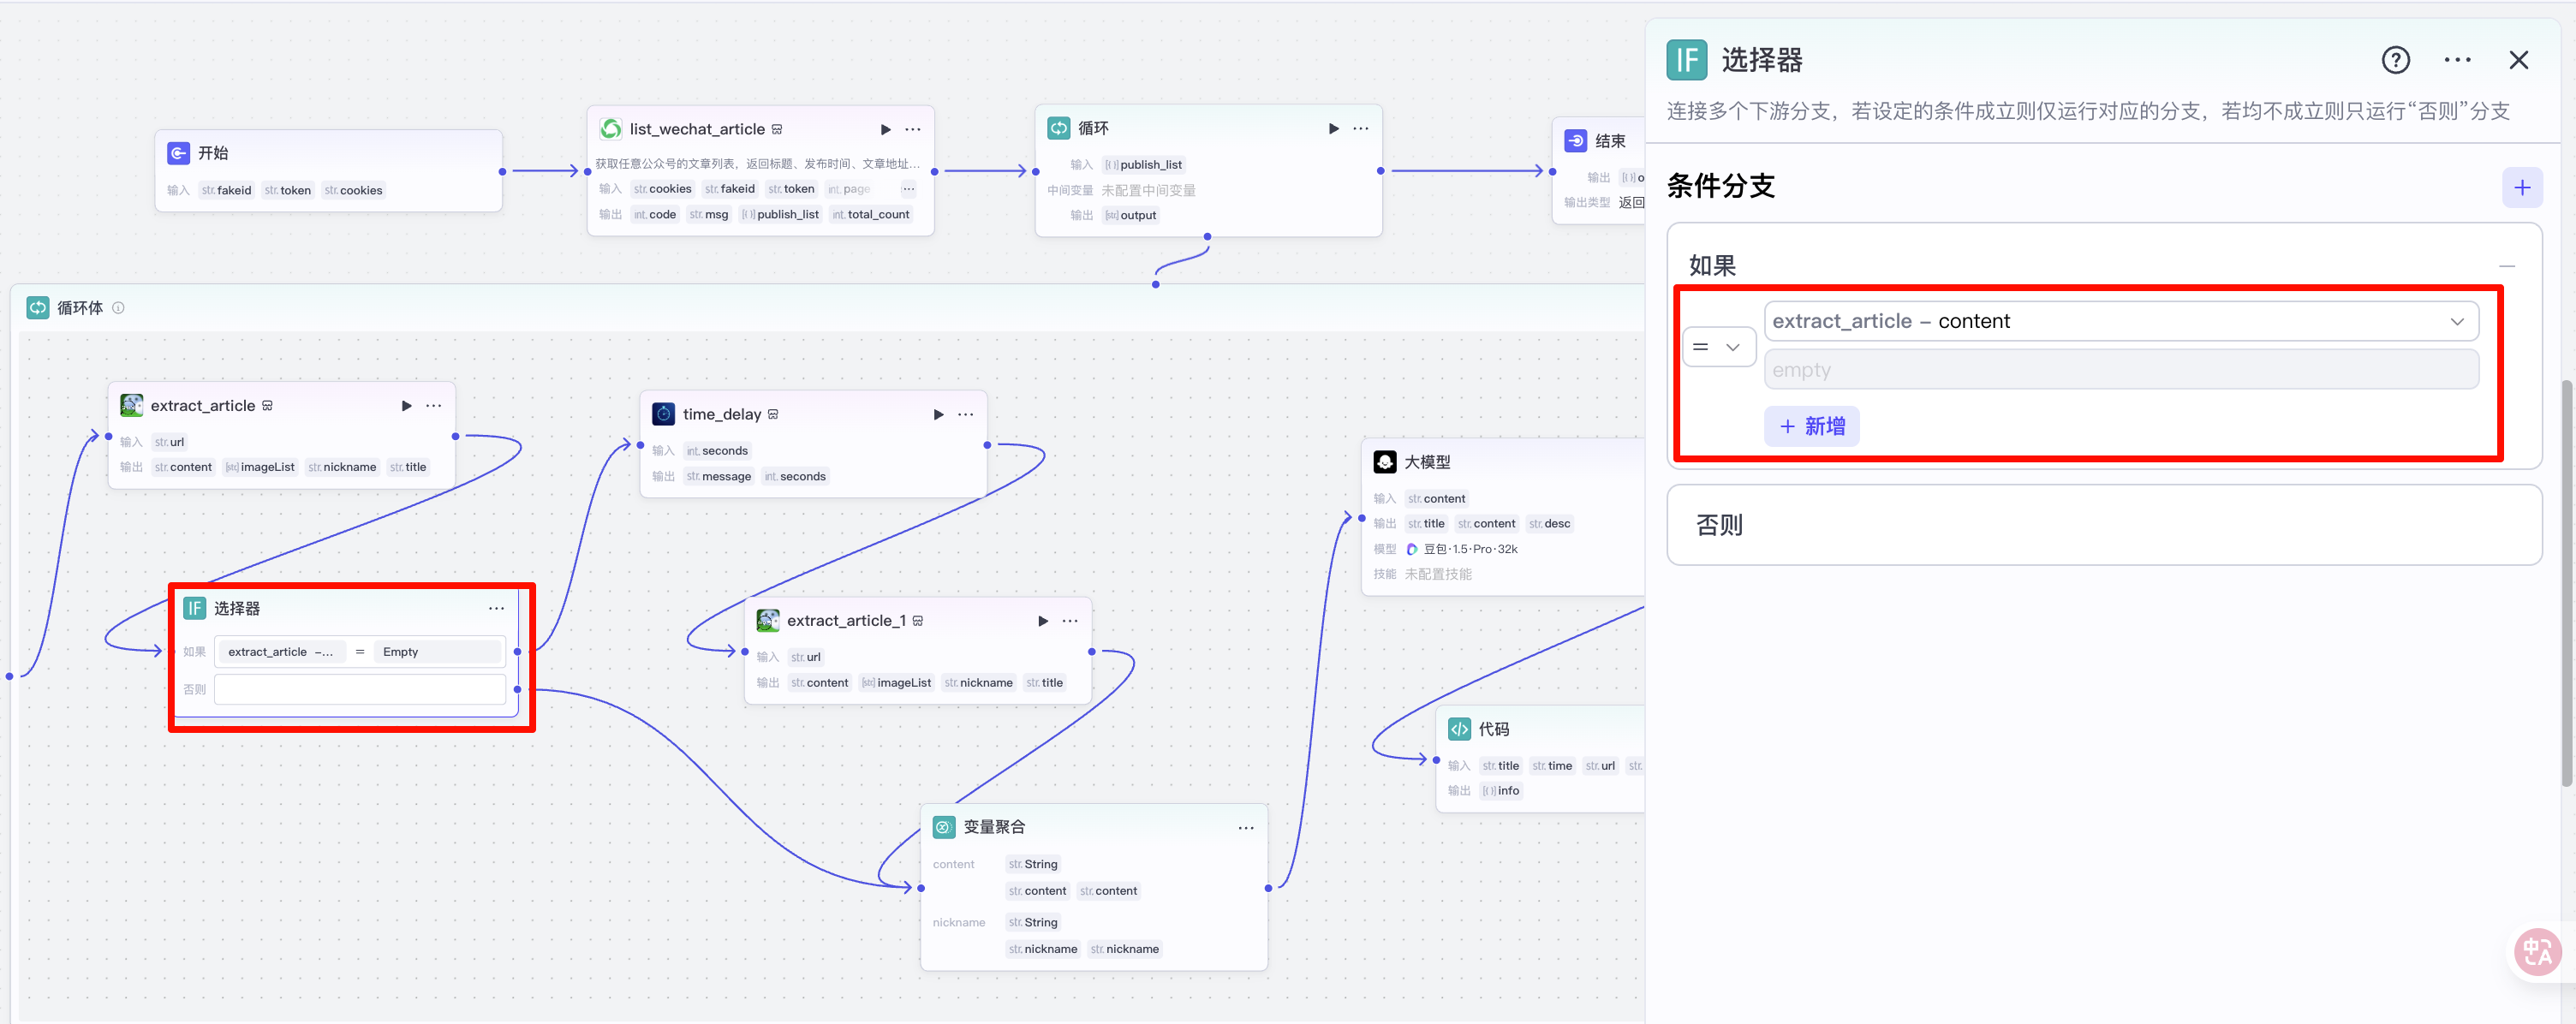 开始
输入 str.fakeid str.token str.cookies
list_wechat_article
获取任意公众号的文章列表，返回标题、发布时间、文章地址...
输入 str.cookies str.fakeid str.token int.page ...
输出 int.code str.msg [{}]publish_list int.total_count
循环
输入 [{}]publish_list
中间变量 未配置中间变量
输出 [str]output
结束
输出
输出类型 返回
循环体
extract_article
输入 str.url
输出 str.content [str]imageList str.nickname str.title
time_delay
输入 int.seconds
输出 str.message int.seconds
IF 选择器
如果 extract_article –... = Empty
否则
extract_article_1
输入 str.url
输出 str.content [str]imageList str.nickname str.title
大模型
输入 str.content
输出 str.title str.content str.desc
模型 豆包·1.5·Pro·32k
技能 未配置技能
代码
输入 str.title str.time str.url str.
输出 [{}]info
变量聚合
content str.String
str.content str.content
nickname str.String
str.nickname str.nickname
IF 选择器
连接多个下游分支，若设定的条件成立则仅运行对应的分支，若均不成立则只运行“否则”分支
条件分支
如果
extract_article – content
=
empty
+ 新增
否则
中A